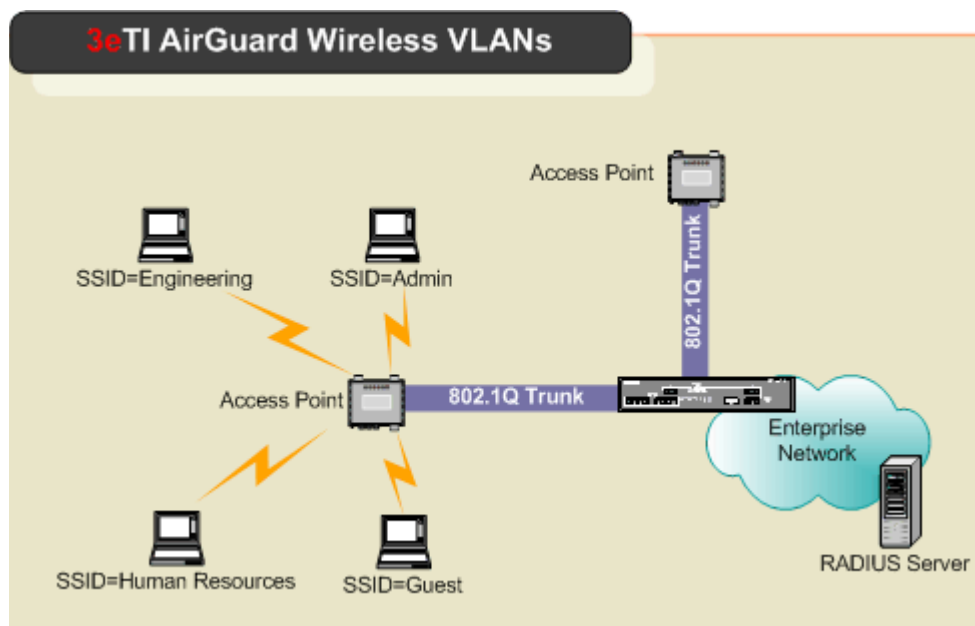 3eTI AirGuard Wireless VLANs
Access Point
SSID=Engineering
SSID=Admin
802.1Q Trunk
Access Point
802.1Q Trunk
Enterprise
Network
SSID=Human Resources
SSID=Guest
RADIUS Server